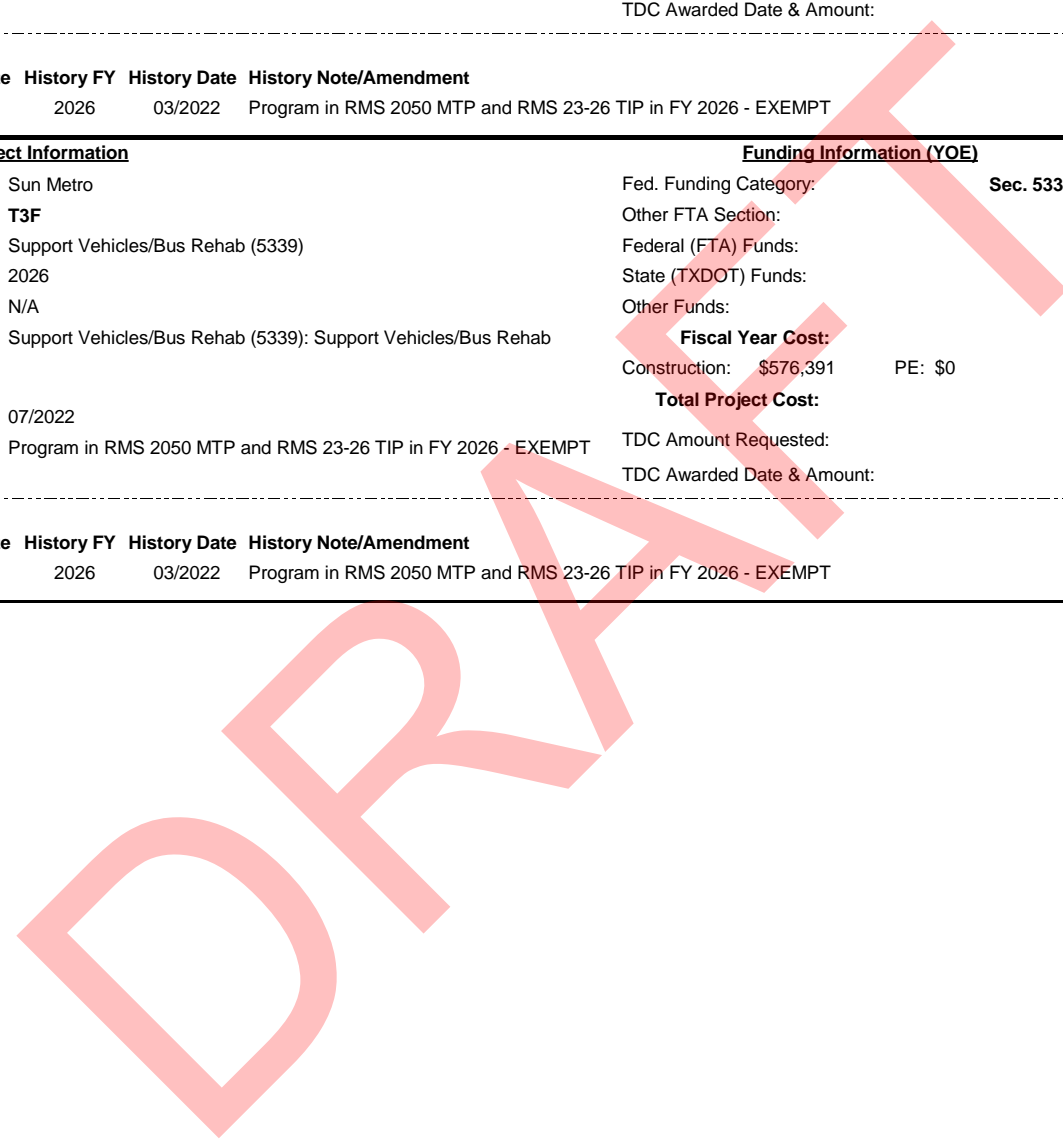 TDC Awarded Date & Amount:
e History FY History Date History Note/Amendment
2026 03/2022 Program in RMS 2050 MTP and RMS 23-26 TIP in FY 2026 - EXEMPT
ect Information Funding Information (YOE)
Sun Metro Fed. Funding Category: Sec. 533
T3F Other FTA Section:
Support Vehicles/Bus Rehab (5339) Federal (FTA) Funds:
2026 State (TXDOT) Funds:
N/A Other Funds:
Support Vehicles/Bus Rehab (5339): Support Vehicles/Bus Rehab Fiscal Year Cost:
Construction: $576,391 PE: $0
Total Project Cost:
07/2022
Program in RMS 2050 MTP and RMS 23-26 TIP in FY 2026 - EXEMPT TDC Amount Requested:
TDC Awarded Date & Amount:
e History FY History Date History Note/Amendment
2026 03/2022 Program in RMS 2050 MTP and RMS 23-26 TIP in FY 2026 - EXEMPT
DRAFT